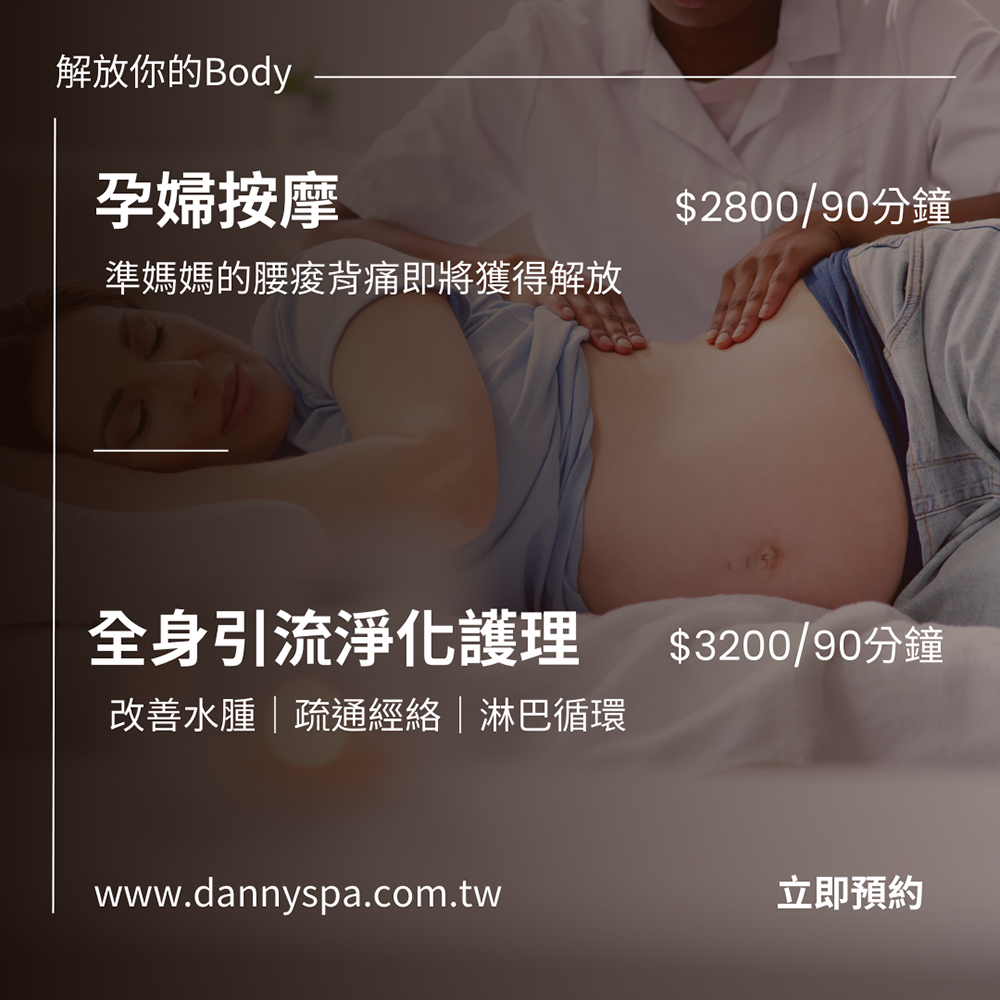 解放你的Body
孕婦按摩
$2800/90分鐘
準媽媽的腰痠背痛即將獲得解放
全身引流淨化護理
$3200/90分鐘
改善水腫｜疏通經絡｜淋巴循環
www.dannyspa.com.tw
立即預約